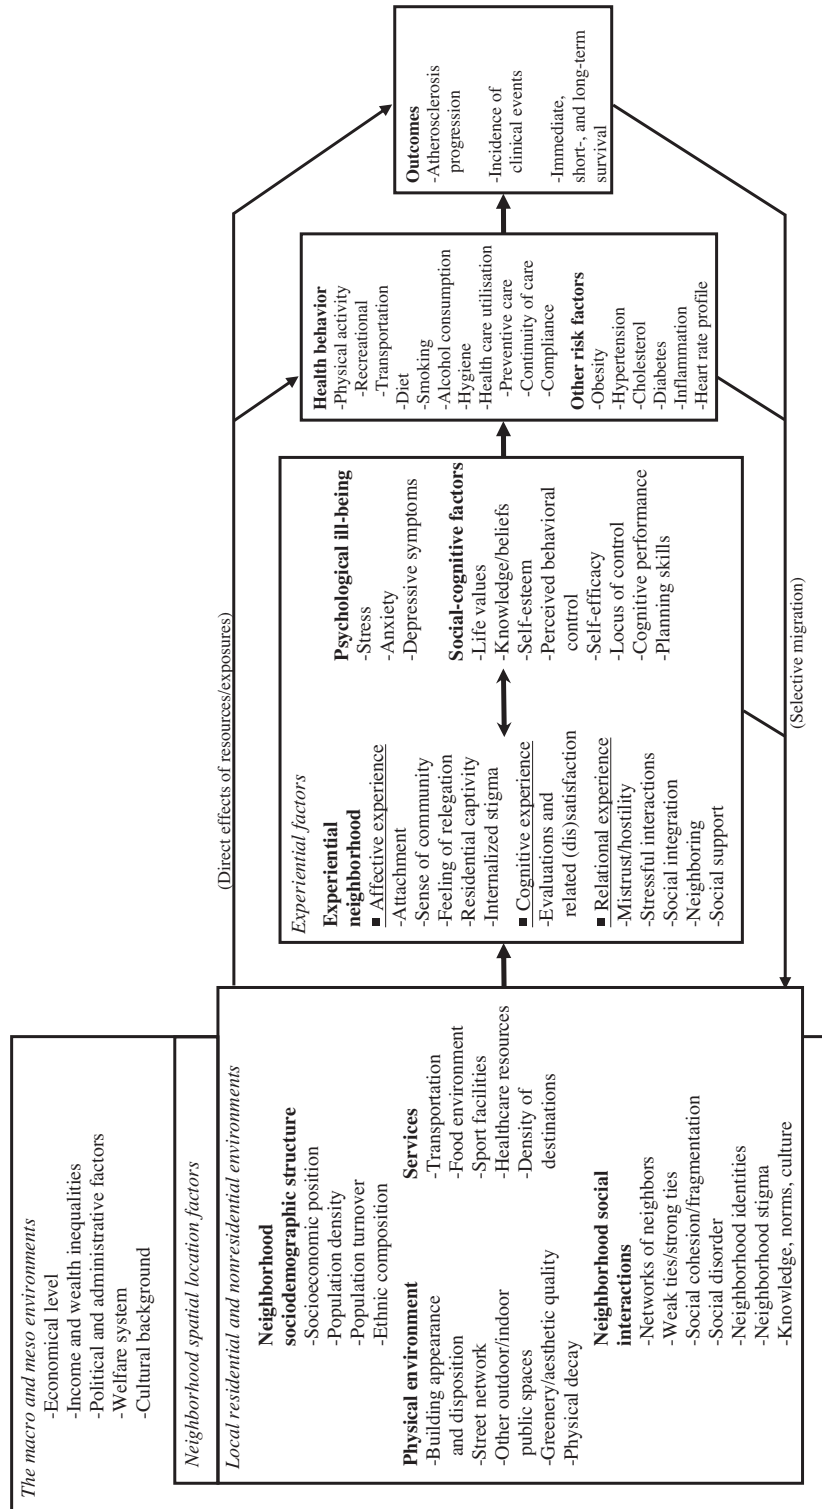 The macro and meso environments
-Economical level
-Income and wealth inequalities
-Political and administrative factors
-Welfare system
-Cultural background
Neighborhood spatial location factors
Local residential and nonresidential environments
Neighborhood
sociodemographic structure
-Socioeconomic position
-Population density
-Population turnover
-Ethnic composition
Physical environment
-Building appearance
and disposition
-Street network
-Other outdoor/indoor
public spaces
-Greenery/aesthetic quality
-Physical decay
Services
-Transportation
-Food environment
-Sport facilities
-Healthcare resources
-Density of
destinations
Neighborhood social
interactions
-Networks of neighbors
-Weak ties/strong ties
-Social cohesion/fragmentation
-Social disorder
-Neighborhood identities
-Neighborhood stigma
-Knowledge, norms, culture
(Direct effects of resources/exposures)
Experiential factors
Experiential
neighborhood
▪ Affective experience
-Attachment
-Sense of community
-Feeling of relegation
-Residential captivity
-Internalized stigma
▪ Cognitive experience
-Evaluations and
related (dis)satisfaction
▪ Relational experience
-Mistrust/hostility
-Stressful interactions
-Social integration
-Neighboring
-Social support
Psychological ill-being
-Stress
-Anxiety
-Depressive symptoms
Social-cognitive factors
-Life values
-Knowledge/beliefs
-Self-esteem
-Perceived behavioral
control
-Self-efficacy
-Locus of control
-Cognitive performance
-Planning skills
(Selective migration)
Health behavior
-Physical activity
-Recreational
-Transportation
-Diet
-Smoking
-Alcohol consumption
-Hygiene
-Health care utilisation
-Preventive care
-Continuity of care
-Compliance
Other risk factors
-Obesity
-Hypertension
-Cholesterol
-Diabetes
-Inflammation
-Heart rate profile
Outcomes
-Atherosclerosis
progression
-Incidence of
clinical events
-Immediate,
short-, and long-term
survival